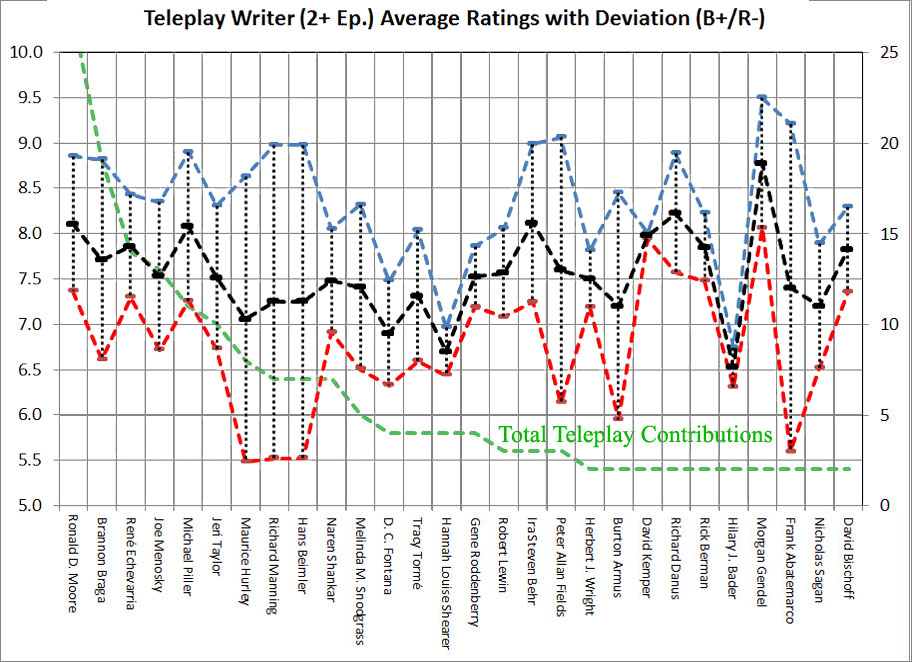 Teleplay Writer (2+ Ep.) Average Ratings with Deviation (B+/R-)
10.0
9.5
9.0
8.5
8.0
7.5
7.0
6.5
6.0
5.5
5.0
25
20
15
10
5
0
Total Teleplay Contributions
Ronald D. Moore
Brannon Braga
René Echevarria
Joe Menosky
Michael Piller
Jeri Taylor
Maurice Hurley
Richard Manning
Hans Beimler
Naren Shankar
Melinda M. Snodgrass
D. C. Fontana
Tracy Tormé
Hannah Louise Shearer
Gene Roddenberry
Robert Lewin
Ira Steven Behr
Peter Allan Fields
Herbert J. Wright
Burton Armus
David Kemper
Richard Danus
Rick Berman
Hilary J. Bader
Morgan Gendel
Frank Abatemarco
Nicholas Sagan
David Bischoff